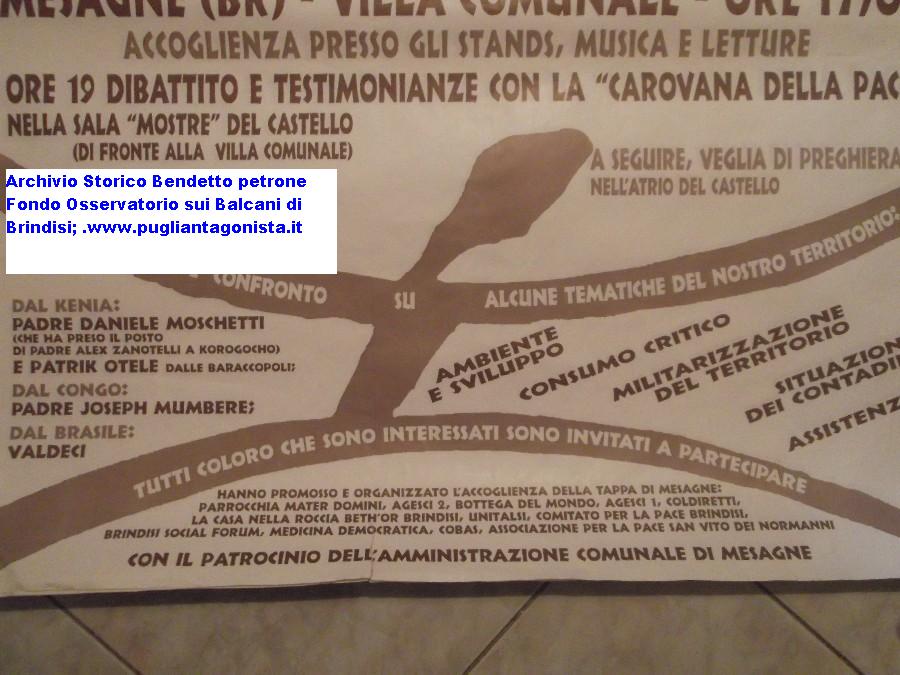 MESAGNE (BR) - VILLA COMUNALE - ORE
ACCOGLIENZA PRESSO GLI STANDS, MUSICA E LETTURE
ORE 19 DIBATTITO E TESTIMONIANZE CON LA "CAROVANA DELLA PAC
NELLA SALA "MOSTRE" DEL CASTELLO
(DI FRONTE ALLA VILLA COMUNALE)
A SEGUIRE, VEGLIA DI PREGHIERA
NELL'ATRIO DEL CASTELLO
Archivio Storico Bendetto petrone
Fondo Osservatorio sui Balcani di
Brindisi; .www.pugliantagonista.it
E CONFRONTO SU ALCUNE TEMATICHE DEL NOSTRO TERRITORIO:
DAL KENIA:
PADRE DANIELE MOSCHETTI
(CHE HA PRESO IL POSTO
DI PADRE ALEX ZANOTELLI A KOROGOCHO)
E PATRIK OTELE DALLE BARACCOPOLI;
DAL CONGO:
PADRE JOSEPH MUMBERE;
DAL BRASILE:
VALDECI
AMBIENTE
E SVILUPPO
CONSUMO CRITICO
MILITARIZZAZIONE
DEL TERRITORIO
SITUAZION
DEI CONTADI
ASSISTENZ
TUTTI COLORO CHE SONO INTERESSATI SONO INVITATI A PARTECIPARE
HANNO PROMOSSO E ORGANIZZATO L'ACCOGLIENZA DELLA TAPPA DI MESAGNE:
PARROCCHIA MATER DOMINI, AGESCI 2, BOTTEGA DEL MONDO, AGESCI 1, COLDIRETTI,
LA CASA NELLA ROCCIA BETH'OR BRINDISI, UNITALSI, COMITATO PER LA PACE BRINDISI,
BRINDISI SOCIAL FORUM, MEDICINA DEMOCRATICA, COBAS, ASSOCIAZIONE PER LA PACE SAN VITO DEI NORMANNI
CON IL PATROCINIO DELL'AMMINISTRAZIONE COMUNALE DI MESAGNE